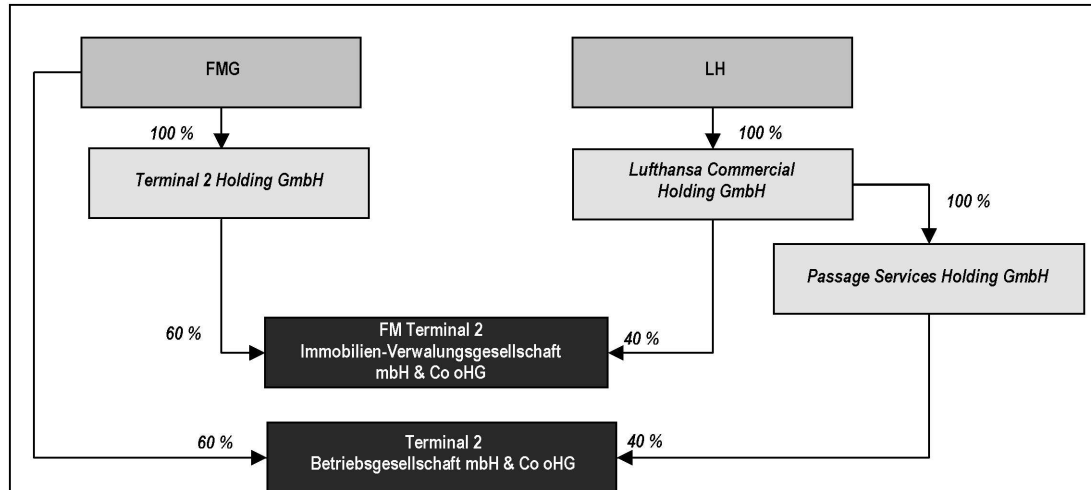 FMG
LH
100 %
100 %
Terminal 2 Holding GmbH
Lufthansa Commercial
Holding GmbH
100 %
Passage Services Holding GmbH
60 %
FM Terminal 2
Immobilien-Verwalungsgesellschaft
mbH & Co oHG
40 %
60 %
Terminal 2
Betriebsgesellschaft mbH & Co oHG
40 %